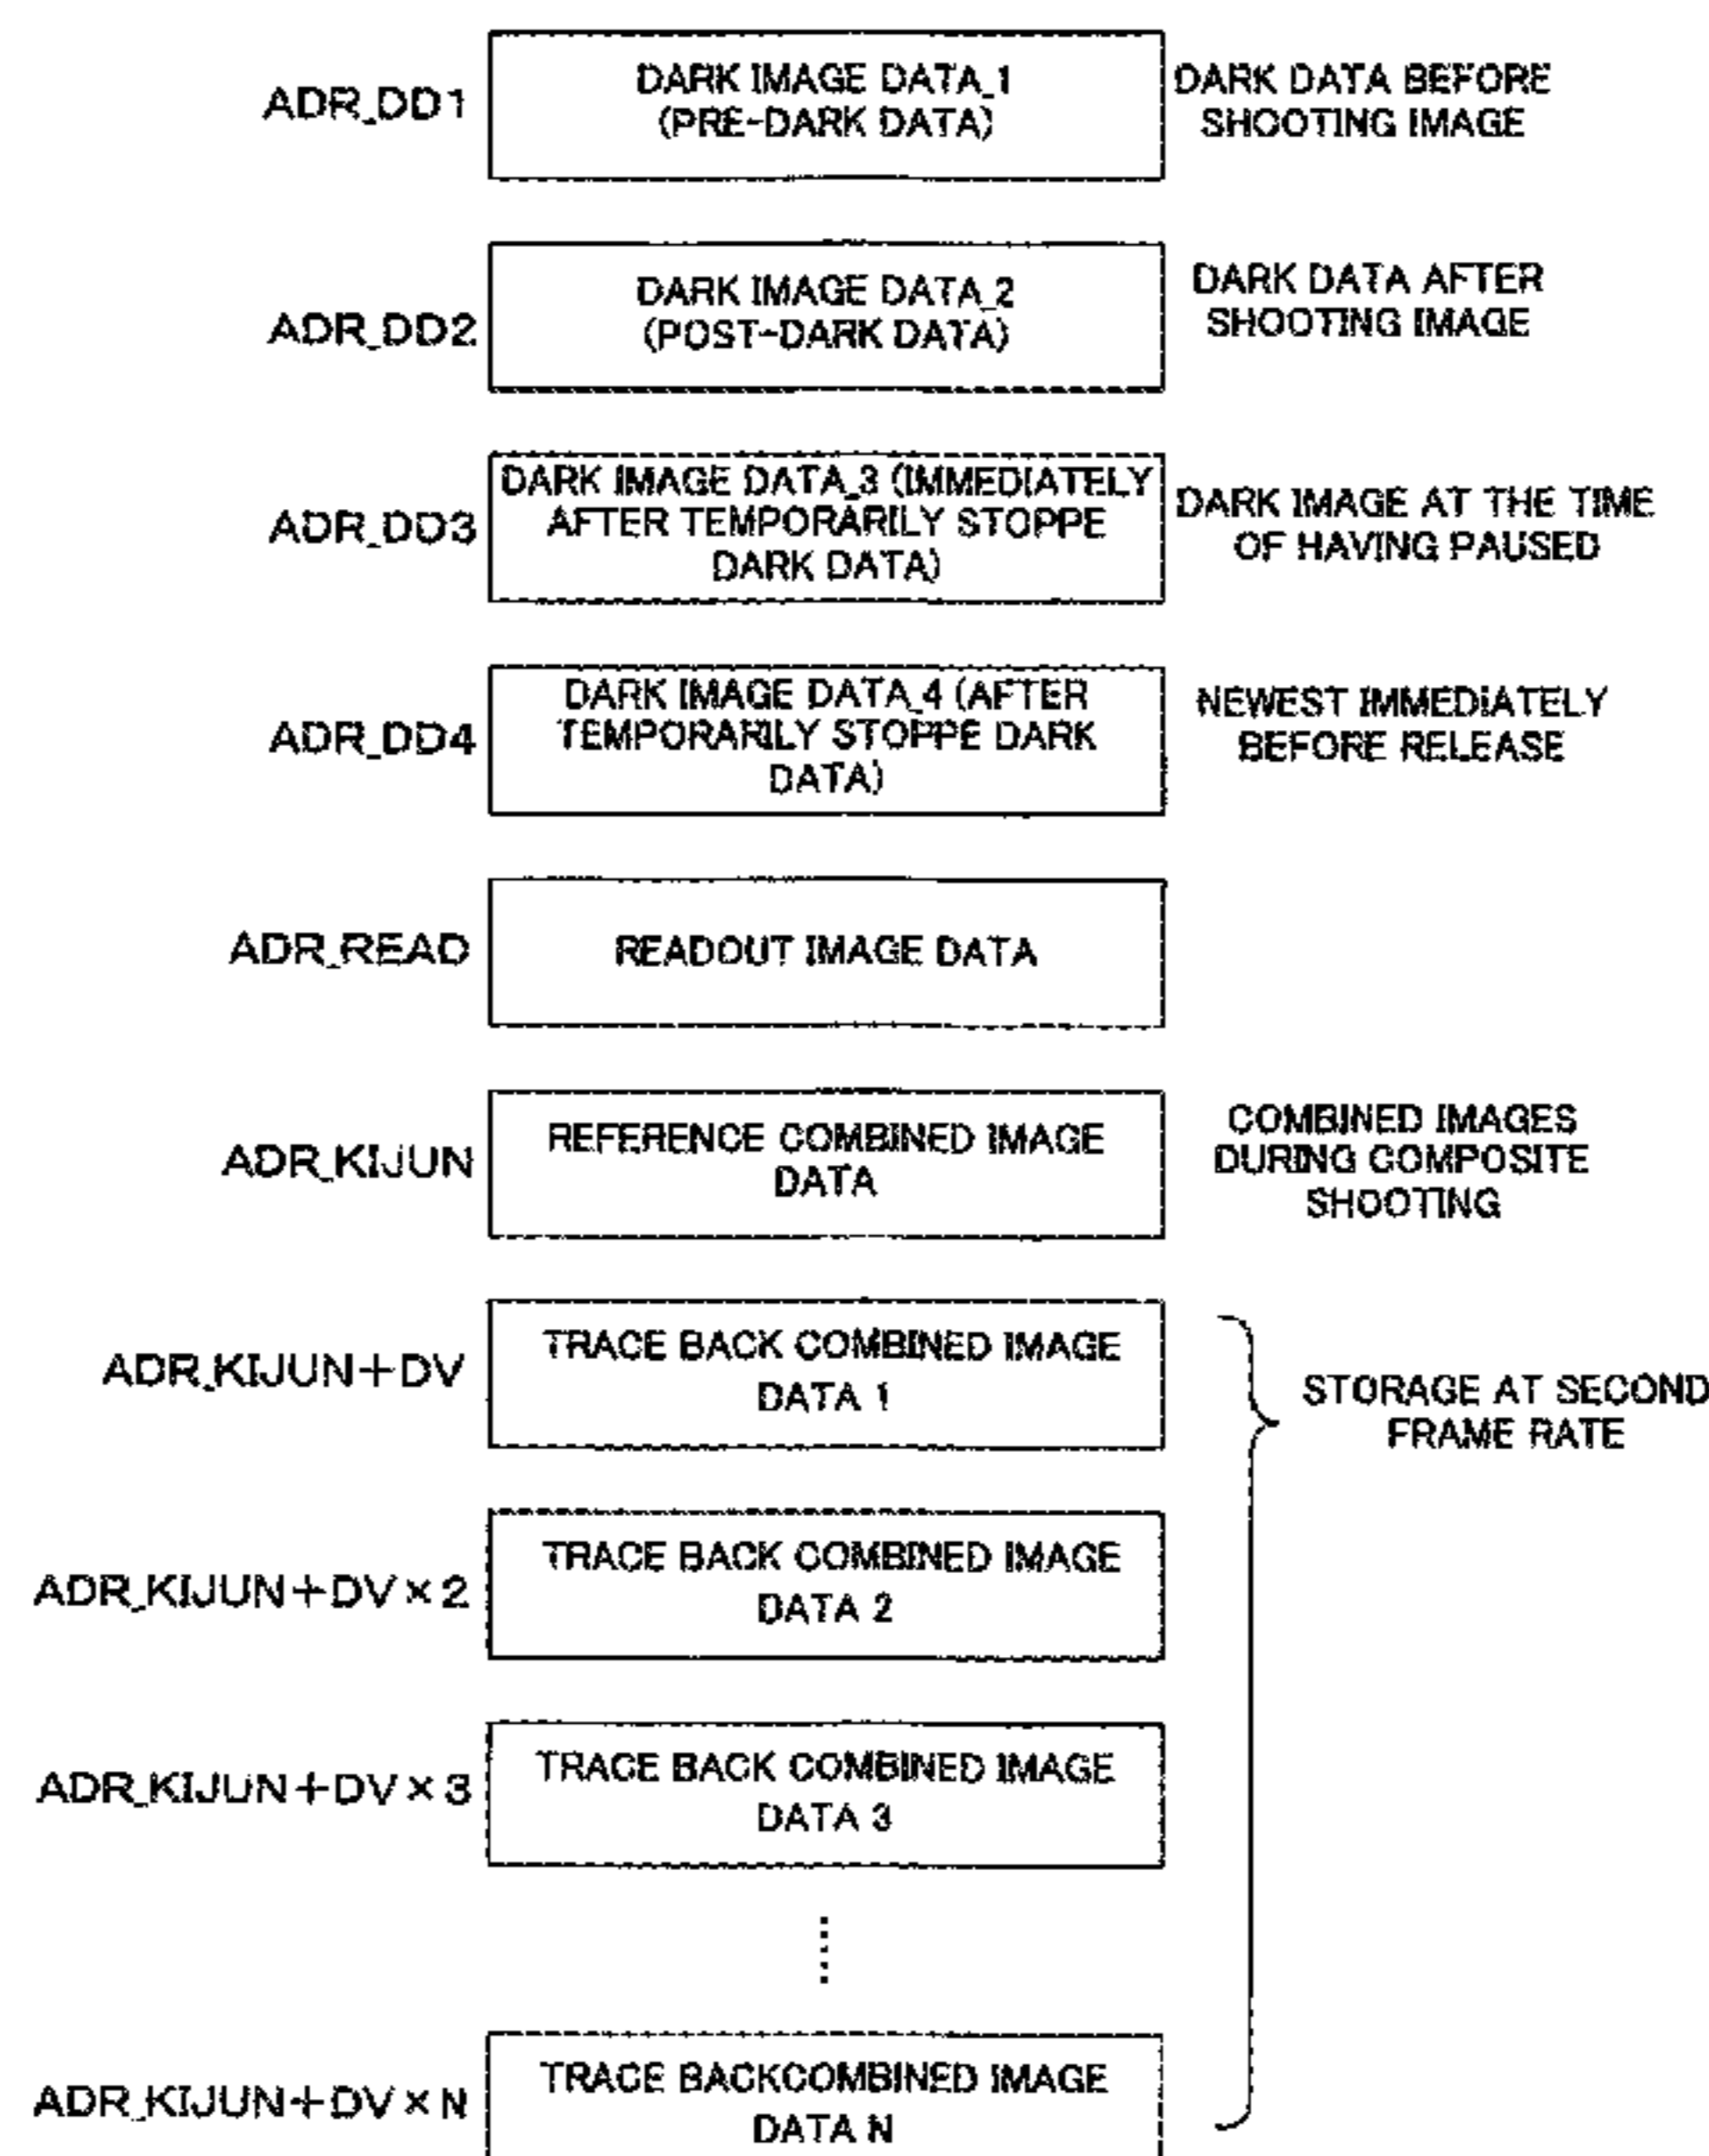 ADR_DD1
DARK IMAGE DATA_1
(PRE-DARK DATA)
DARK DATA BEFORE
SHOOTING IMAGE
ADR_DD2
DARK IMAGE DATA_2
(POST-DARK DATA)
DARK DATA AFTER
SHOOTING IMAGE
ADR_DD3
DARK IMAGE DATA_3 (IMMEDIATELY
AFTER TEMPORARILY STOPPE
DARK DATA)
DARK IMAGE AT THE TIME
OF HAVING PAUSED
ADR_DD4
DARK IMAGE DATA_4 (AFTER
TEMPORARILY STOPPE DARK
DATA)
NEWEST IMMEDIATELY
BEFORE RELEASE
ADR_READ
READOUT IMAGE DATA
ADR_KIJUN
REFERENCE COMBINED IMAGE
DATA
COMBINED IMAGES
DURING COMPOSITE
SHOOTING
ADR_KIJUN+DV
TRACE BACK COMBINED IMAGE
DATA 1
STORAGE AT SECOND
FRAME RATE
ADR_KIJUN+DV×2
TRACE BACK COMBINED IMAGE
DATA 2
ADR_KIJUN+DV×3
TRACE BACK COMBINED IMAGE
DATA 3
ADR_KIJUN+DV×N
TRACE BACKCOMBINED IMAGE
DATA N